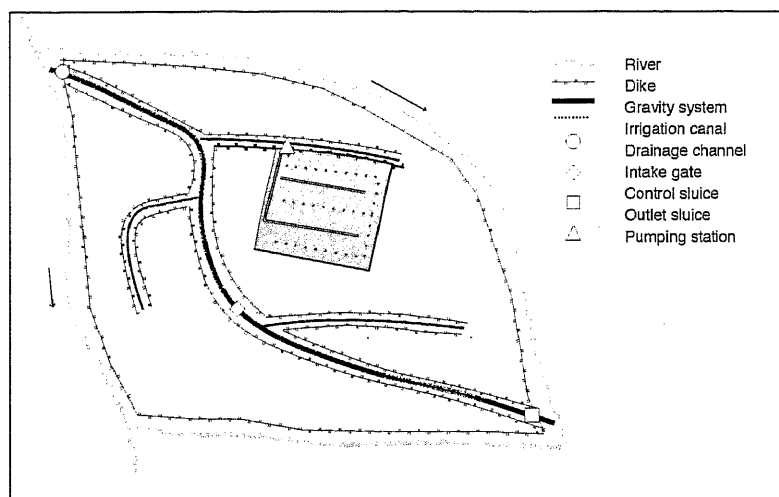 River
Dike
Gravity system
Irrigation canal
Drainage channel
Intake gate
Control sluice
Outlet sluice
Pumping station